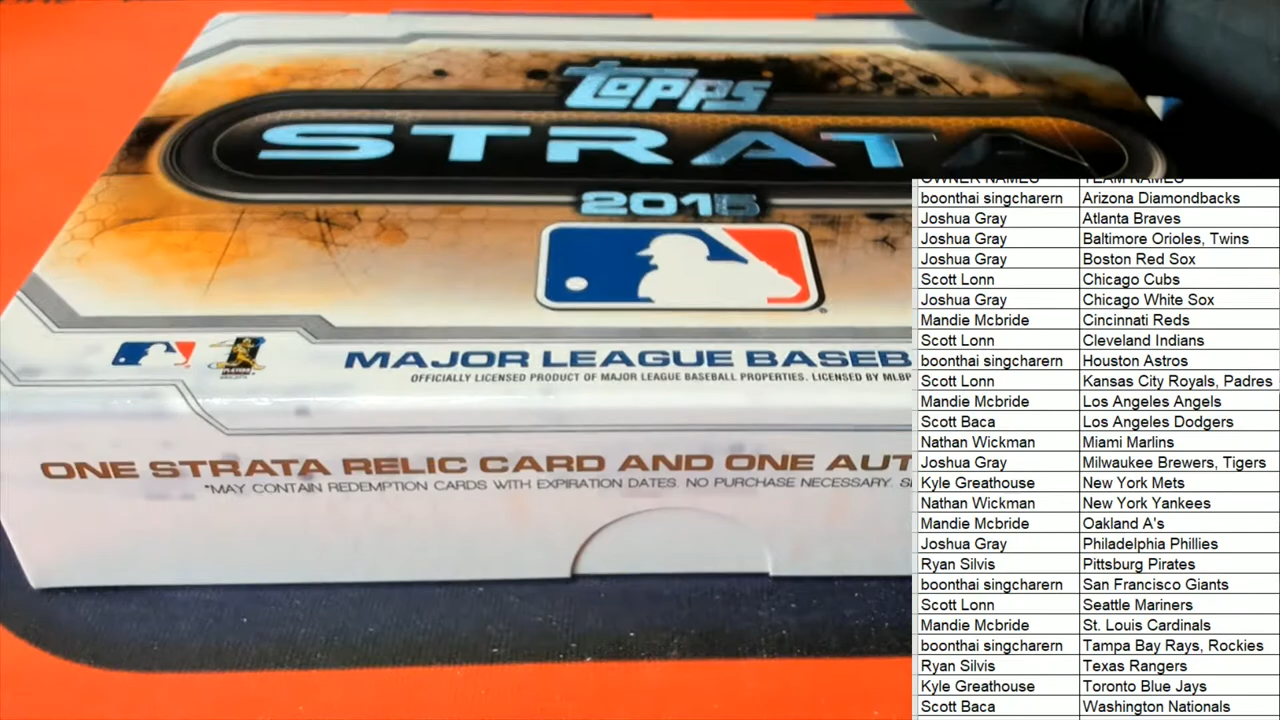 topps
STRATA
2015
MAJOR LEAGUE BASEB
OFFICIALLY LICENSED PRODUCT OF MAJOR LEAGUE BASEBALL PROPERTIES. LICENSED BY MLBP
ONE STRATA RELIC CARD AND ONE AUT
*MAY CONTAIN REDEMPTION CARDS WITH EXPIRATION DATES. NO PURCHASE NECESSARY. S
OWNER NAMES TEAM NAMES
boonthai singcharern Arizona Diamondbacks
Joshua Gray Atlanta Braves
Joshua Gray Baltimore Orioles, Twins
Joshua Gray Boston Red Sox
Scott Lonn Chicago Cubs
Joshua Gray Chicago White Sox
Mandie Mcbride Cincinnati Reds
Scott Lonn Cleveland Indians
boonthai singcharern Houston Astros
Scott Lonn Kansas City Royals, Padres
Mandie Mcbride Los Angeles Angels
Scott Baca Los Angeles Dodgers
Nathan Wickman Miami Marlins
Joshua Gray Milwaukee Brewers, Tigers
Kyle Greathouse New York Mets
Nathan Wickman New York Yankees
Mandie Mcbride Oakland A's
Joshua Gray Philadelphia Phillies
Ryan Silvis Pittsburg Pirates
boonthai singcharern San Francisco Giants
Scott Lonn Seattle Mariners
Mandie Mcbride St. Louis Cardinals
boonthai singcharern Tampa Bay Rays, Rockies
Ryan Silvis Texas Rangers
Kyle Greathouse Toronto Blue Jays
Scott Baca Washington Nationals